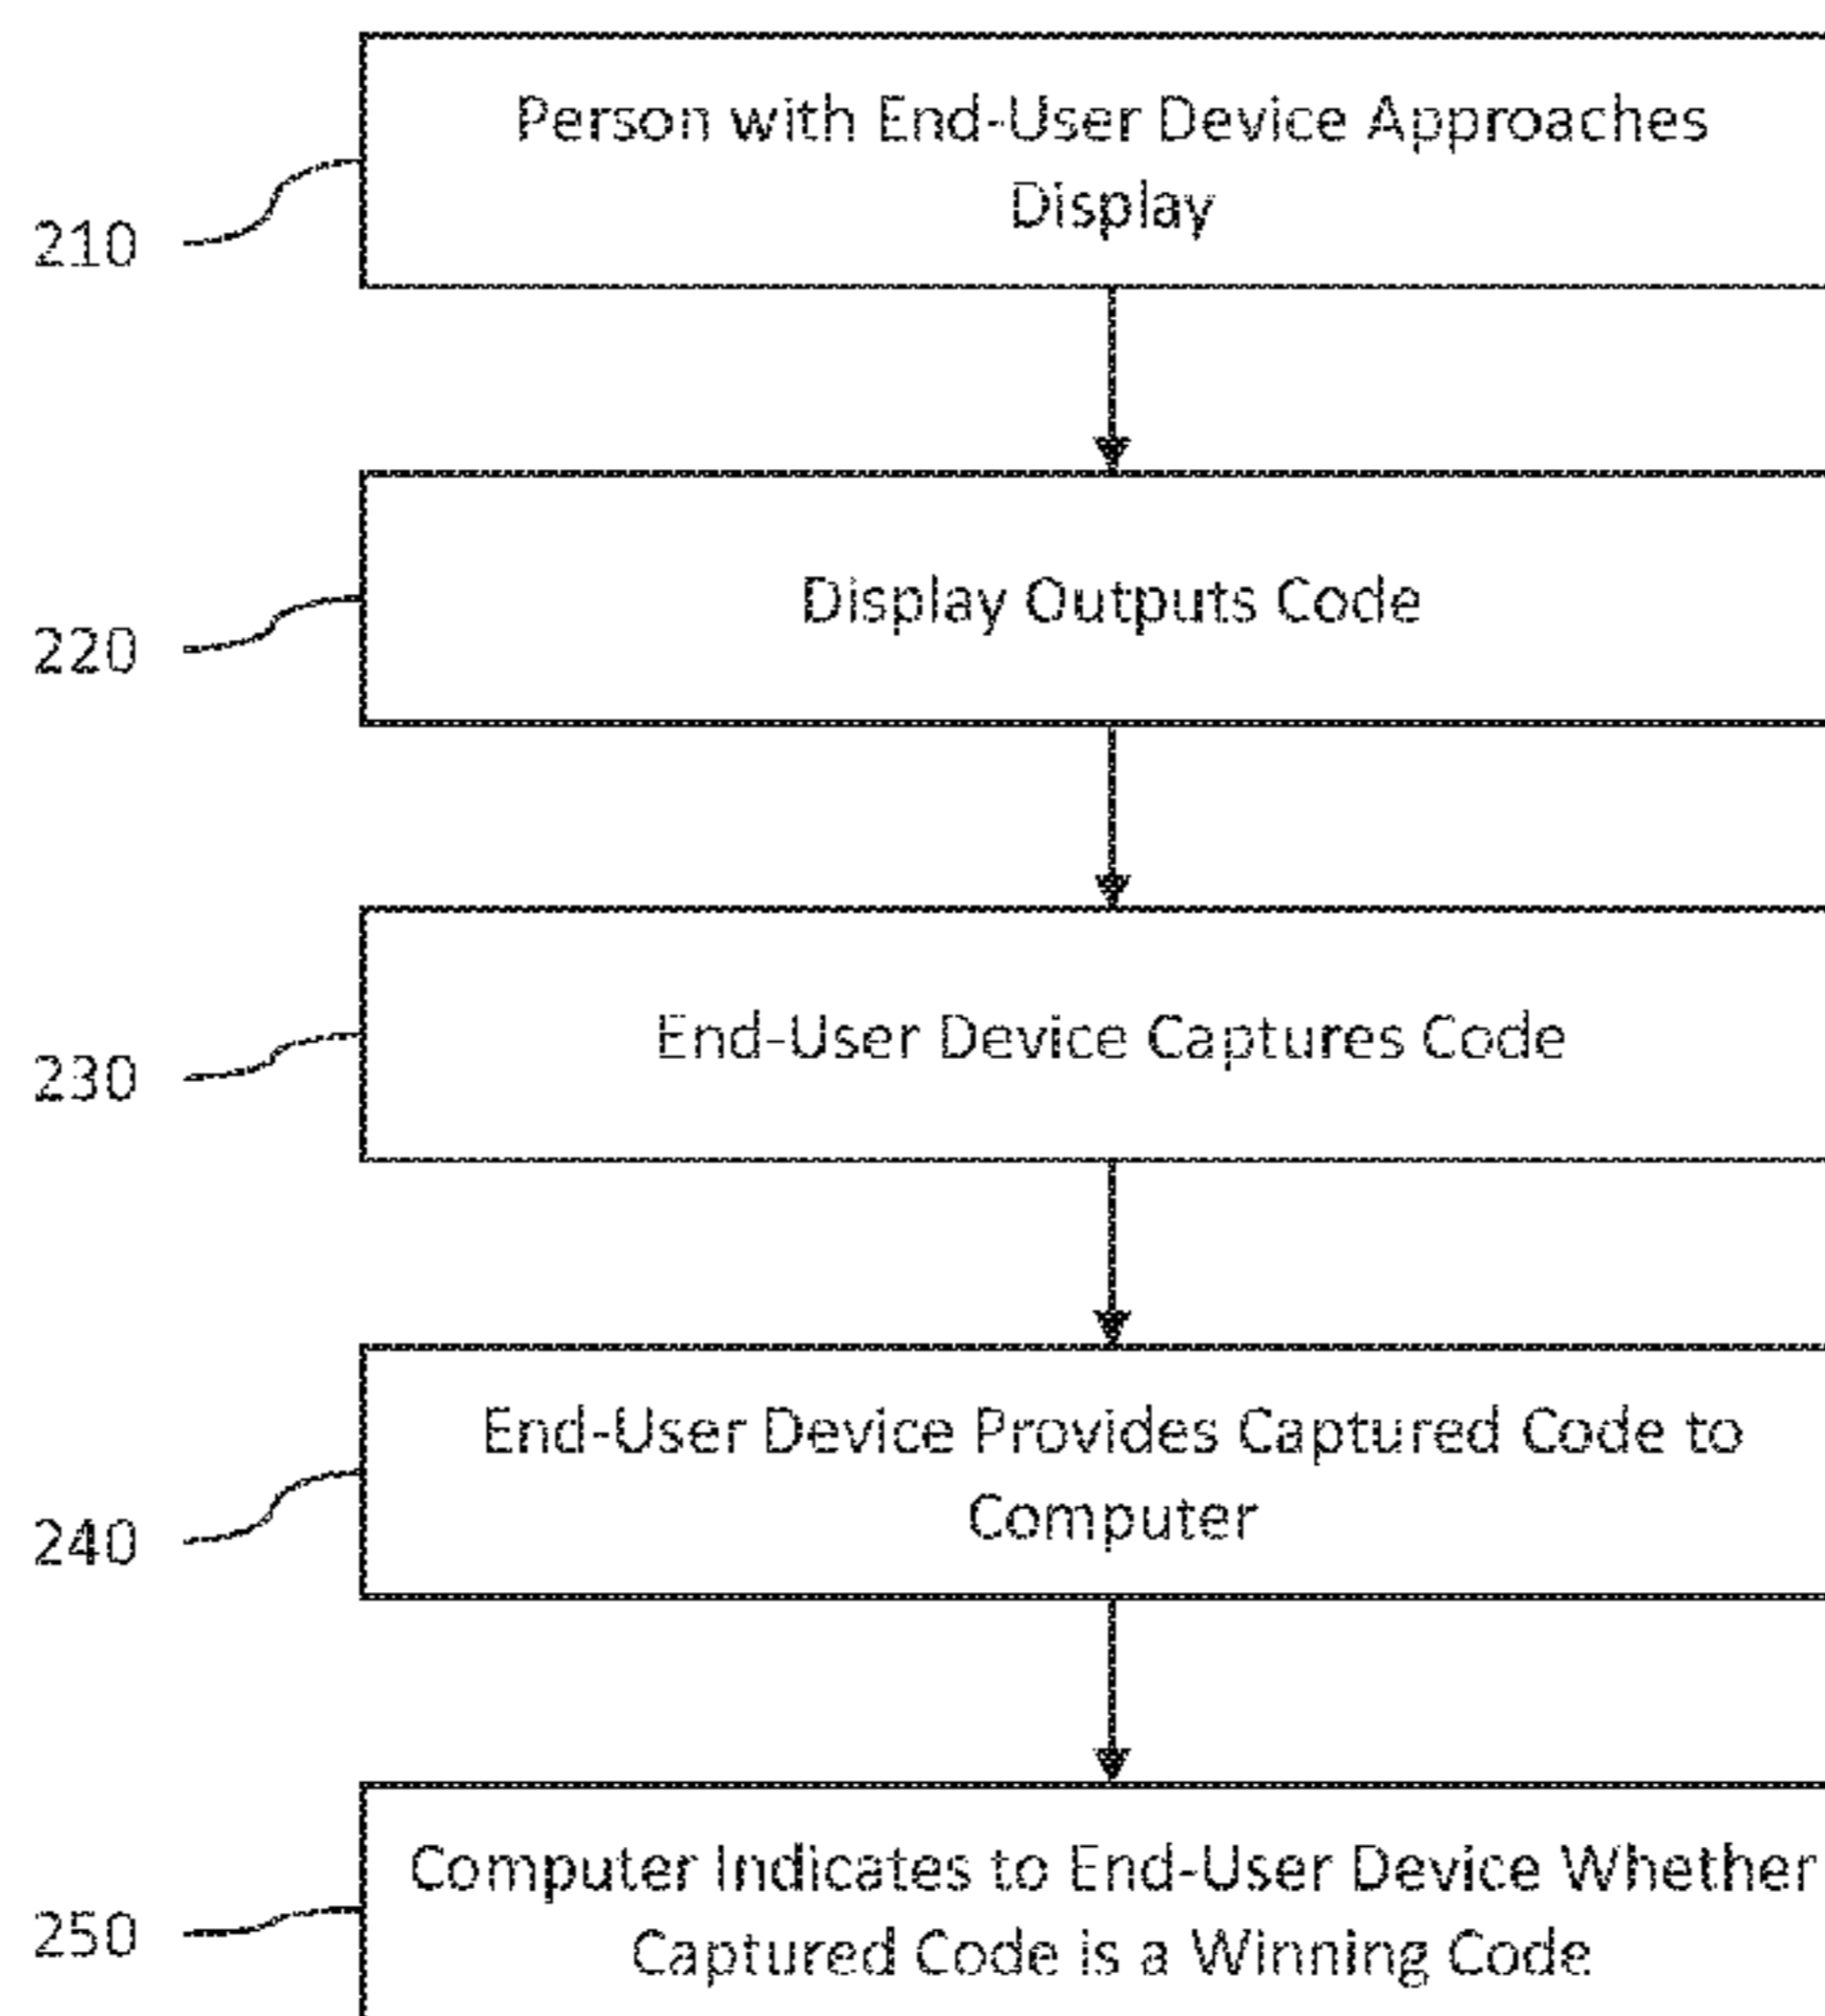 Person with End-User Device Approaches
Display
210
Display Outputs Code
220
End-User Device Captures Code
230
End-User Device Provides Captured Code to
Computer
240
Computer Indicates to End-User Device Whether
Captured Code is a Winning Code
250